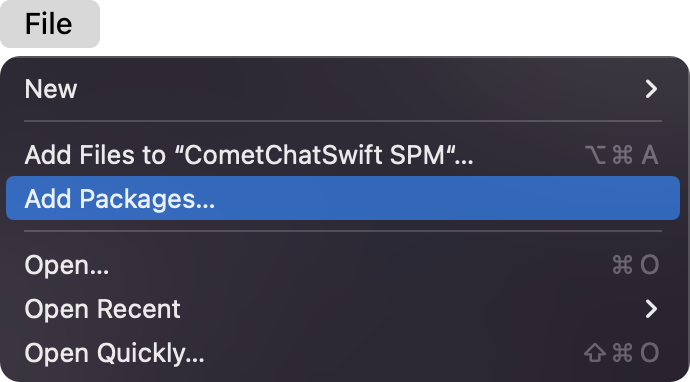 File
New
Add Files to “CometChatSwift SPM“... ⌥⌘ A
Add Packages...
Open... ⌘ O
Open Recent
Open Quickly... ⇧⌘ O